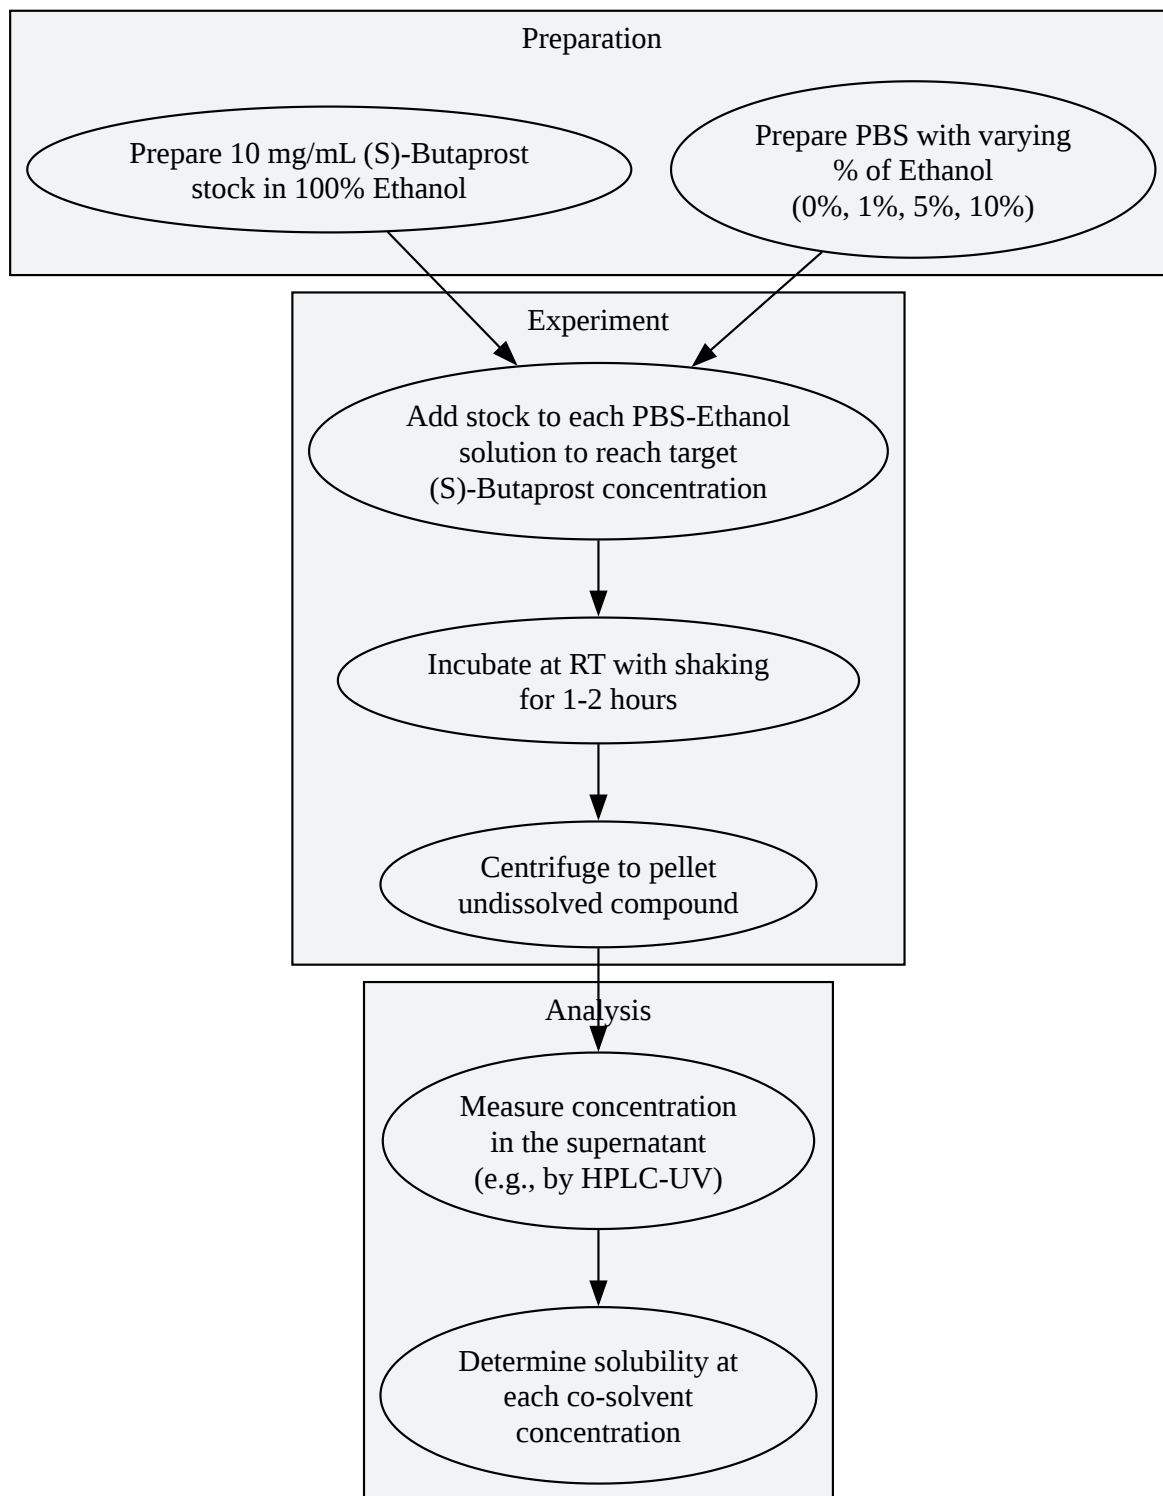 Preparation
Prepare 10 mg/mL (S)-Butaprost
stock in 100% Ethanol
Prepare PBS with varying
% of Ethanol
(0%, 1%, 5%, 10%)
Experiment
Add stock to each PBS-Ethanol
solution to reach target
(S)-Butaprost concentration
Incubate at RT with shaking
for 1-2 hours
Centrifuge to pellet
undissolved compound
Analysis
Measure concentration
in the supernatant
(e.g., by HPLC-UV)
Determine solubility at
each co-solvent
concentration